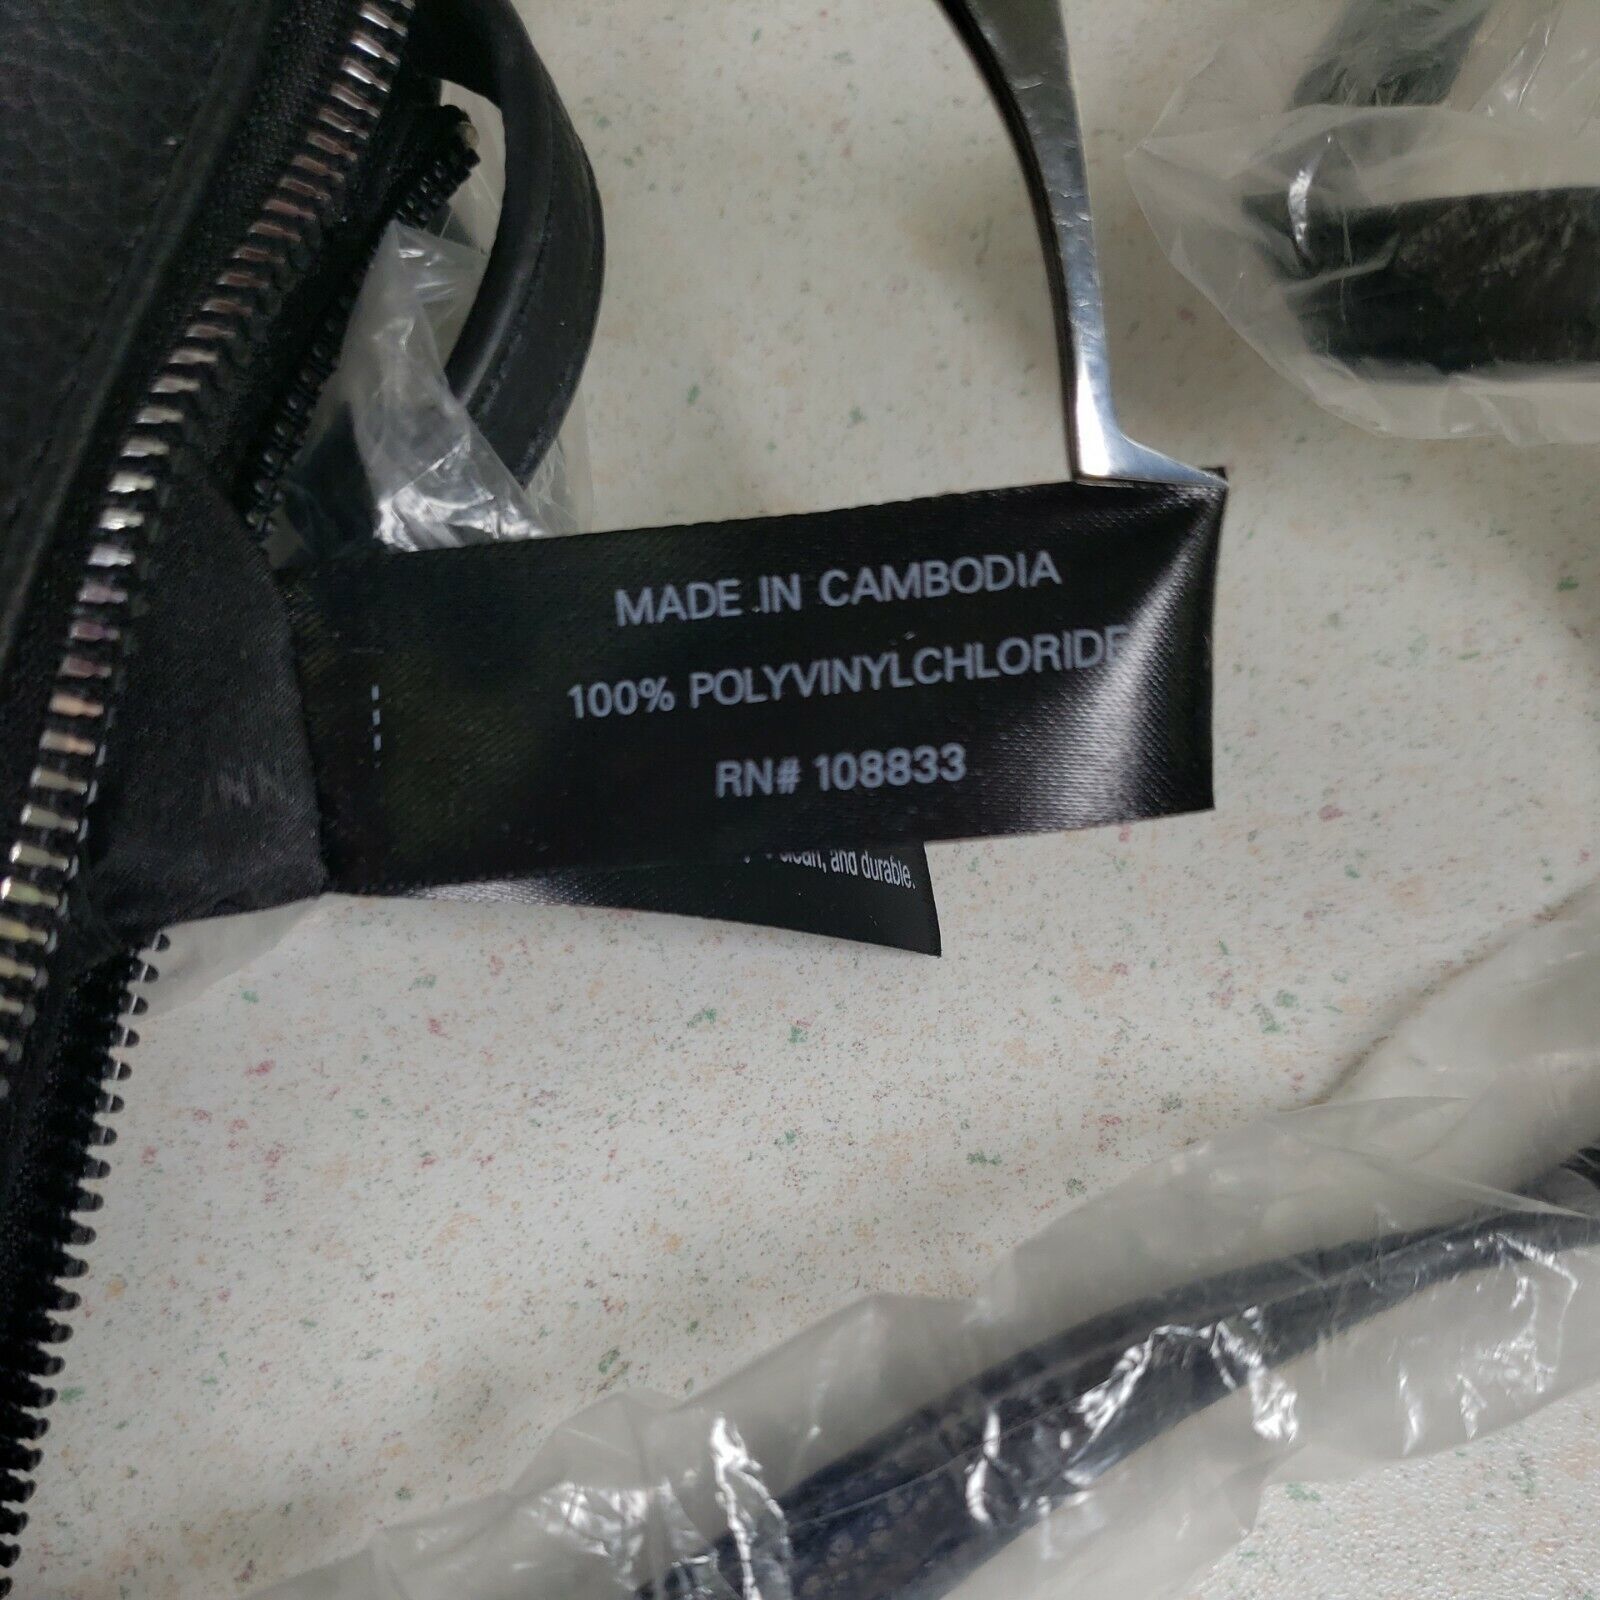 MADE IN CAMBODIA
100% POLYVINYLCHLORIDE
RN# 108833
clean, and durable.